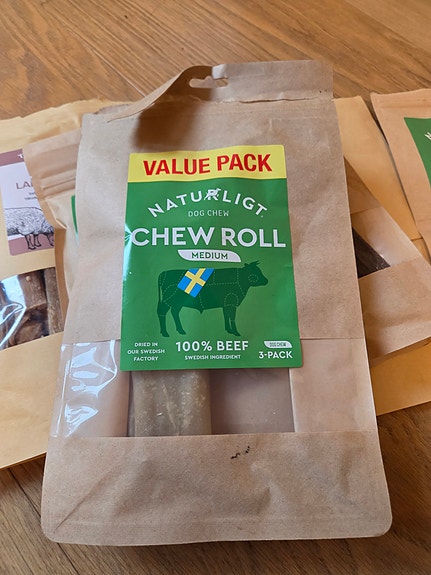 VALUE PACK
NATURLIGT
DOG CHEW
CHEW ROLL
MEDIUM
DRIED IN
OUR SWEDISH
FACTORY
100% BEEF
SWEDISH INGREDIENT
DOG CHEW
3-PACK